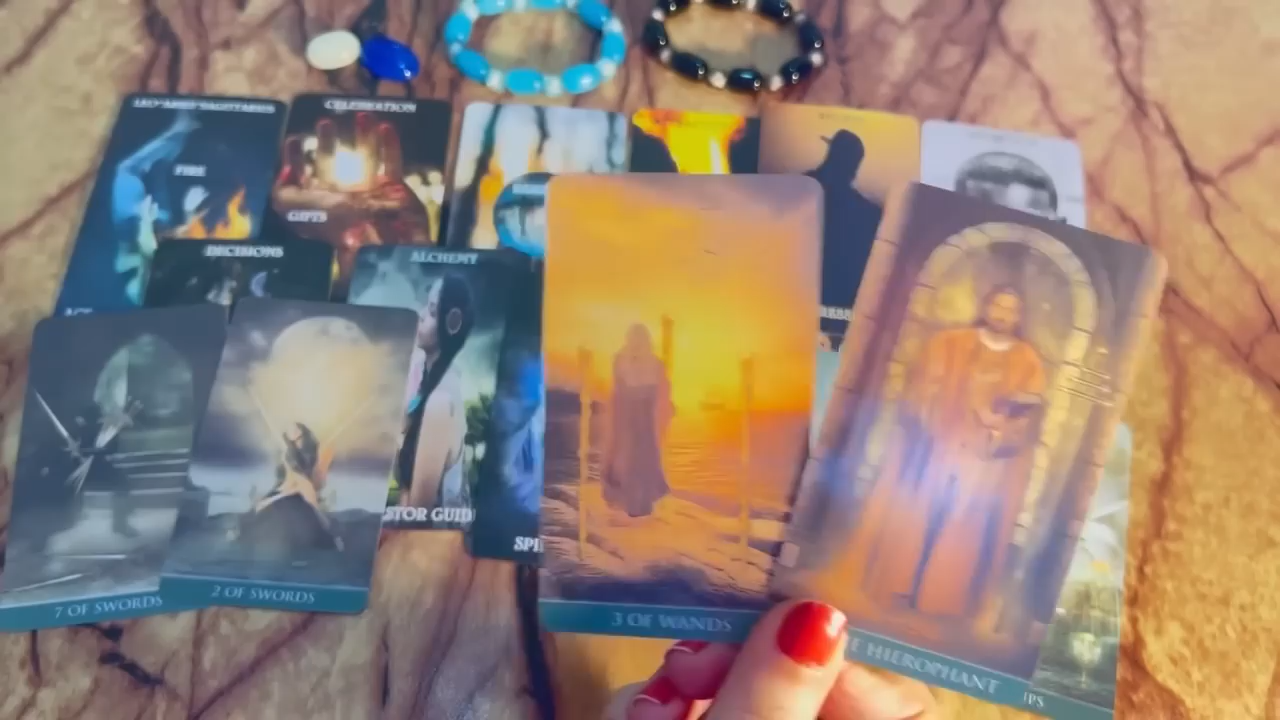 LEO ARIES SAGITTARIUS
CELEBRATION
FIRE
GIFTS
DECISIONS
ALCHEMY
ACT
STOR GUID
SPI
7 OF SWORDS
2 OF SWORDS
3 OF WANDS
E HIEROPHANT
IPS